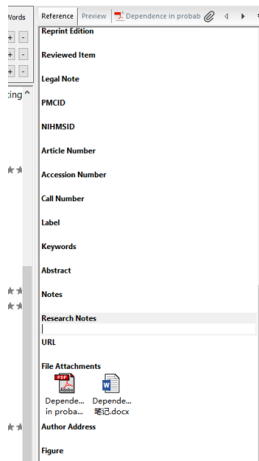 Words
Reference Preview Dependence in probab
Reprint Edition
Reviewed Item
Legal Note
PMCID
NIHMSID
Article Number
Accession Number
Call Number
Label
Keywords
Abstract
Notes
Research Notes
URL
File Attachments
PDF
Depende... Depende...
in proba... 笔记.docx
Author Address
Figure